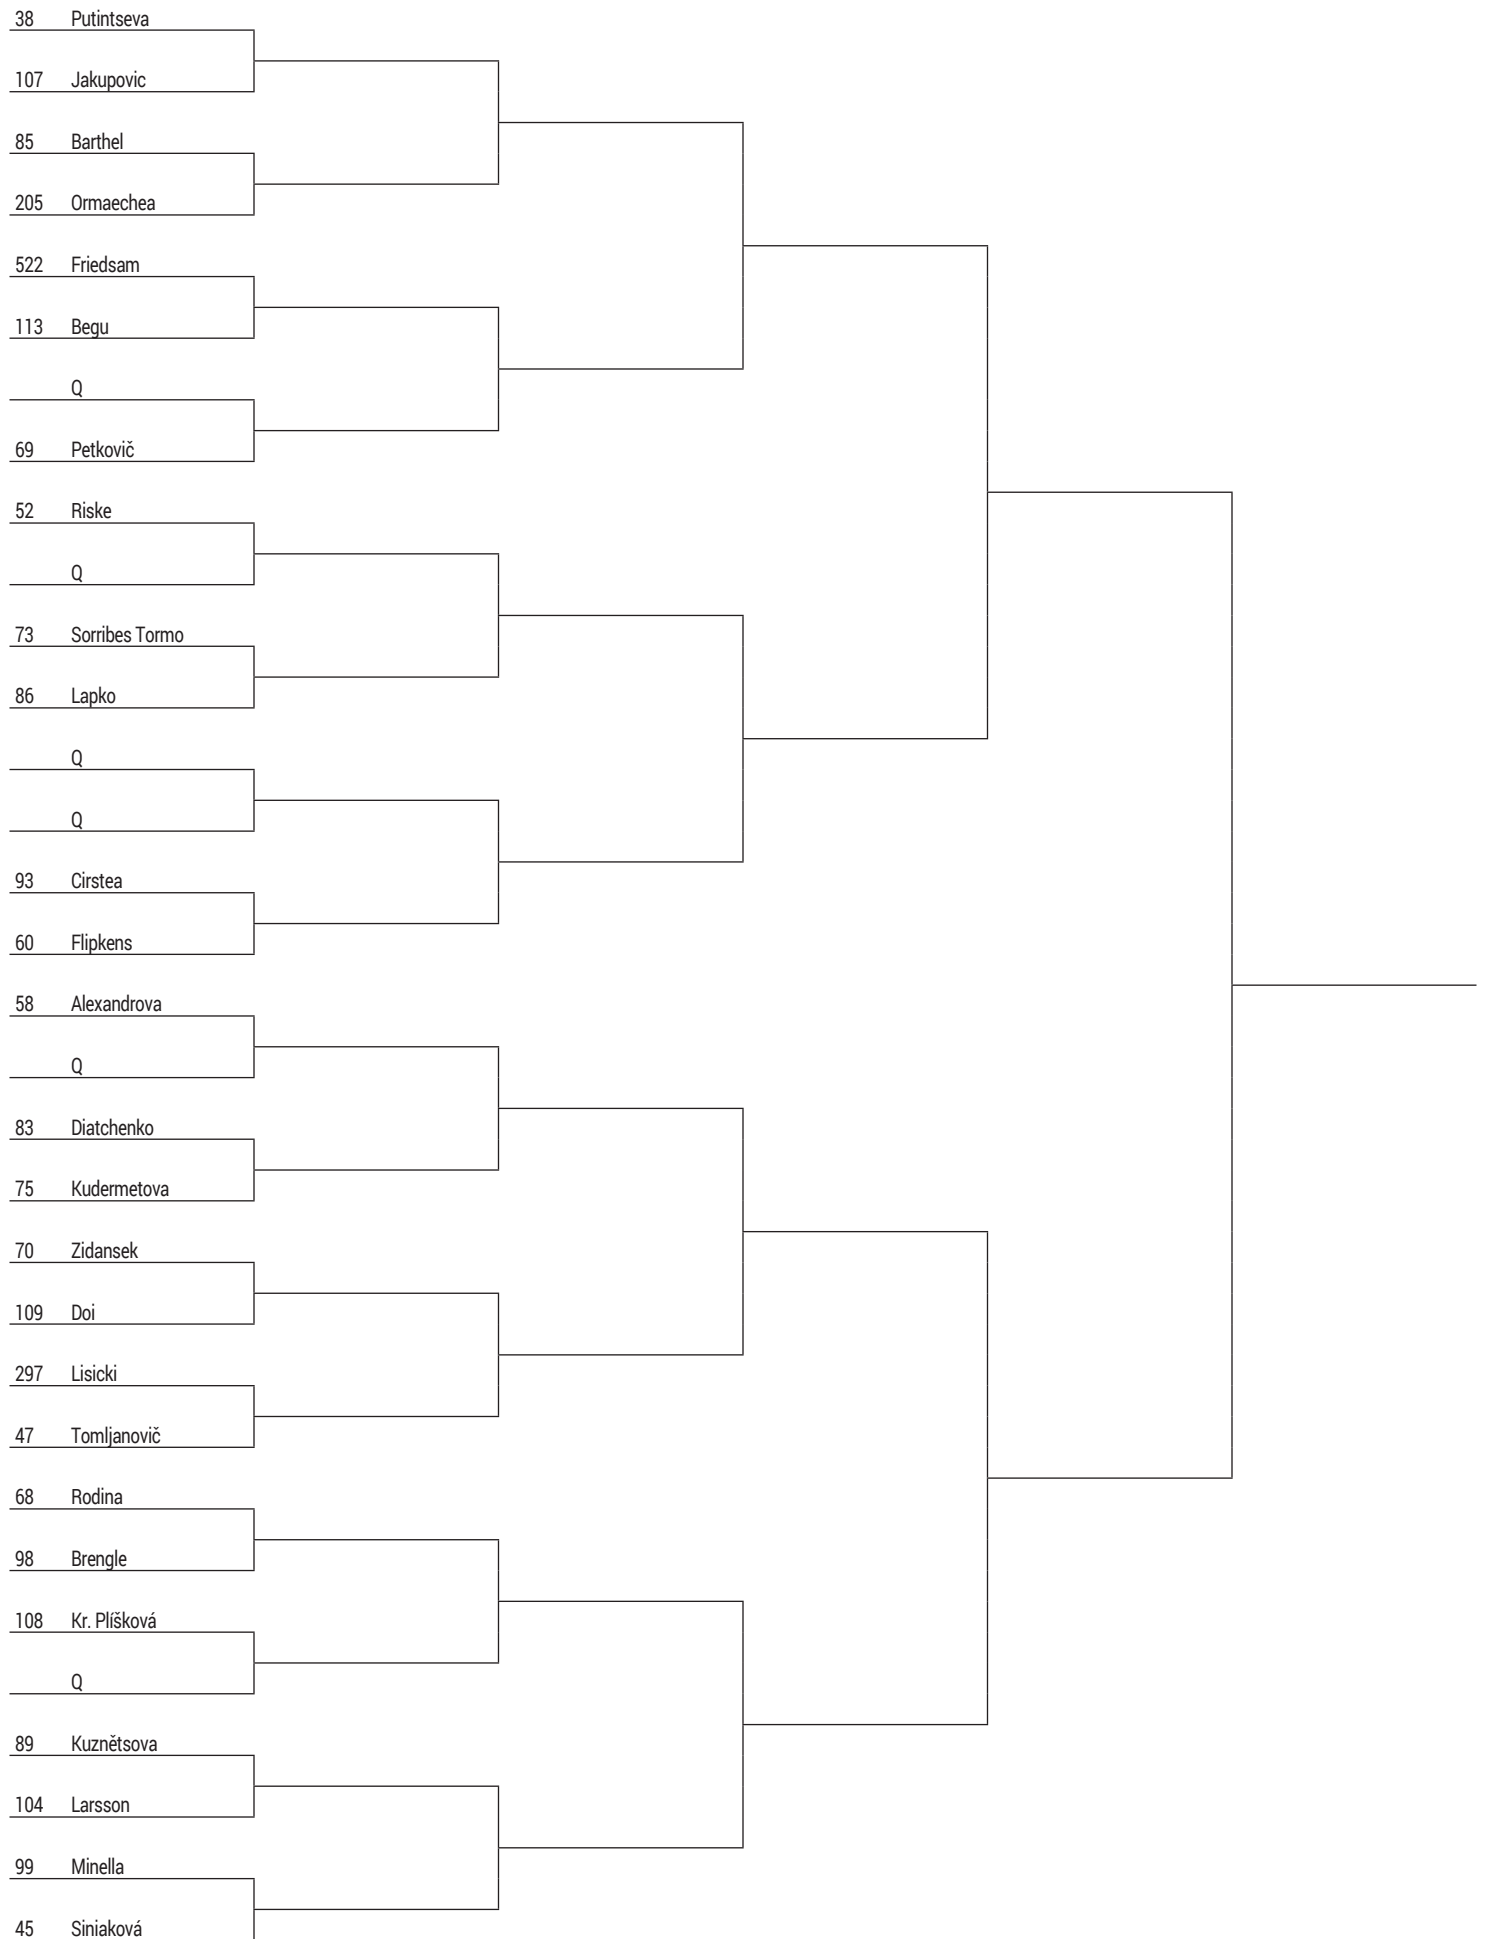 38 Putintseva
107 Jakupovic
85 Barthel
205 Ormaechea
522 Friedsam
113 Begu
Q
69 Petkovič
52 Riske
Q
73 Sorribes Tormo
86 Lapko
Q
Q
93 Cirstea
60 Flipkens
58 Alexandrova
Q
83 Diatchenko
75 Kudermetova
70 Zidansek
109 Doi
297 Lisicki
47 Tomljanovič
68 Rodina
98 Brengle
108 Kr. Plíšková
Q
89 Kuznětsova
104 Larsson
99 Minella
45 Siniaková